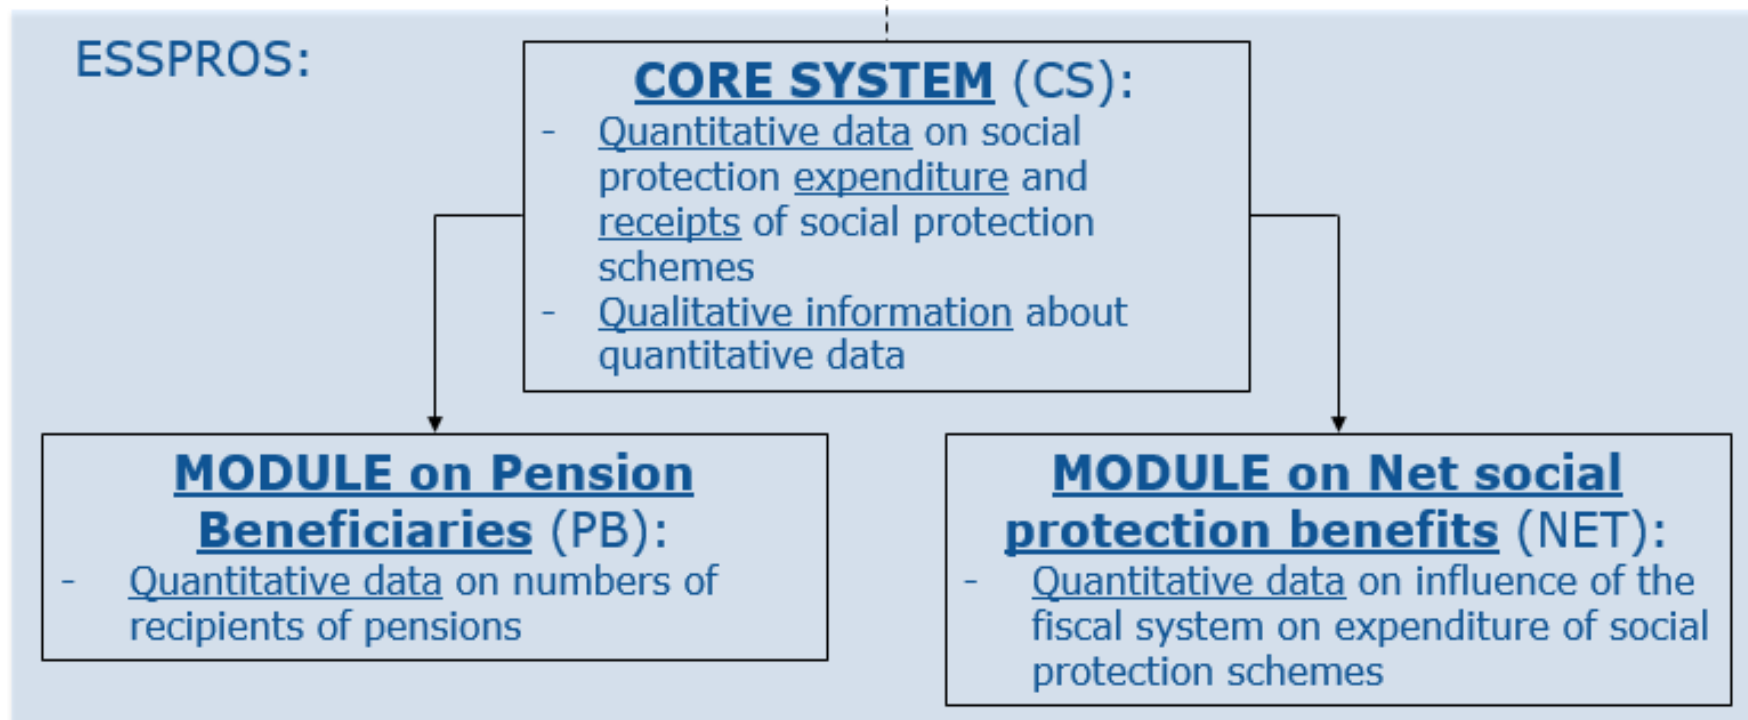 ESSPROS:
CORE SYSTEM (CS):
- Quantitative data on social
protection expenditure and
receipts of social protection
schemes
- Qualitative information about
quantitative data
MODULE on Pension
Beneficiaries (PB):
- Quantitative data on numbers of
recipients of pensions
MODULE on Net social
protection benefits (NET):
- Quantitative data on influence of the
fiscal system on expenditure of social
protection schemes